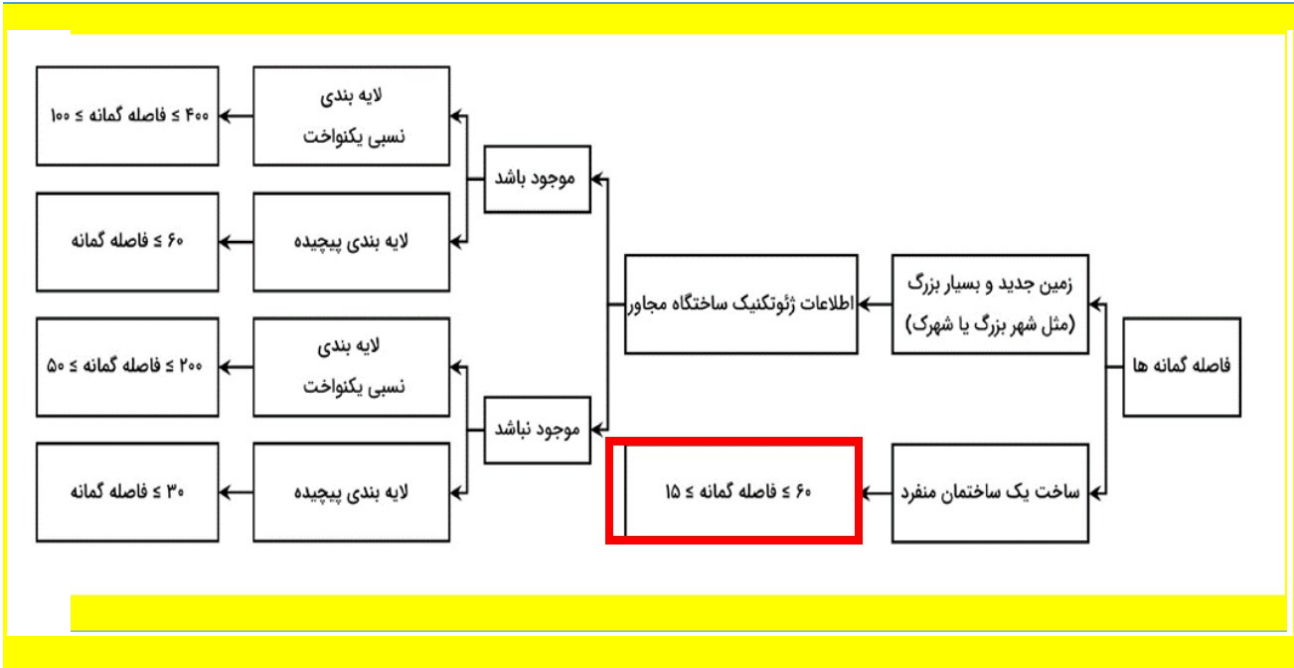 فاصله گمانه ها
زمین جدید و بسیار بزرگ
(مثل شهر بزرگ یا شهرک)
اطلاعات ژئوتکنیک ساختگاه مجاور
موجود باشد
لایه بندی
نسبی یکنواخت
۴۰۰ ≥ فاصله گمانه ≥ ۱۰۰
لایه بندی پیچیده
۶۰ ≥ فاصله گمانه
موجود نباشد
لایه بندی
نسبی یکنواخت
۲۰۰ ≥ فاصله گمانه ≥ ۵۰
لایه بندی پیچیده
۳۰ ≥ فاصله گمانه
ساخت یک ساختمان منفرد
۶۰ ≥ فاصله گمانه ≥ ۱۵